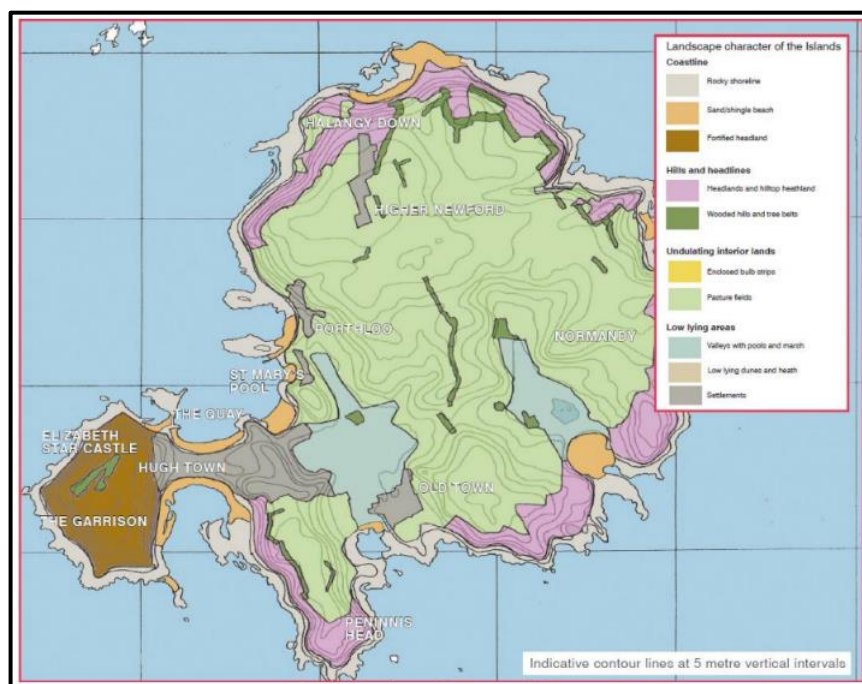 Landscape character of the Islands
Coastline
Rocky shoreline
Sand/shingle beach
Fortified headland
Hills and headlines
Headlands and hilltop heathland
Wooded hills and tree belts
Undulating interior lands
Enclosed bulb strips
Pasture fields
Low lying areas
Valleys with pools and marsh
Low lying dunes and heath
Settlements
HALANGY DOWN
HIGHER NEWFORD
PORTHLOO
NORMANDY
ST MARY'S
POOL
THE QUAY
ELIZABETH
STAR CASTLE
HUGH TOWN
OLD TOWN
THE GARRISON
PENINNIS
HEAD
Indicative contour lines at 5 metre vertical intervals